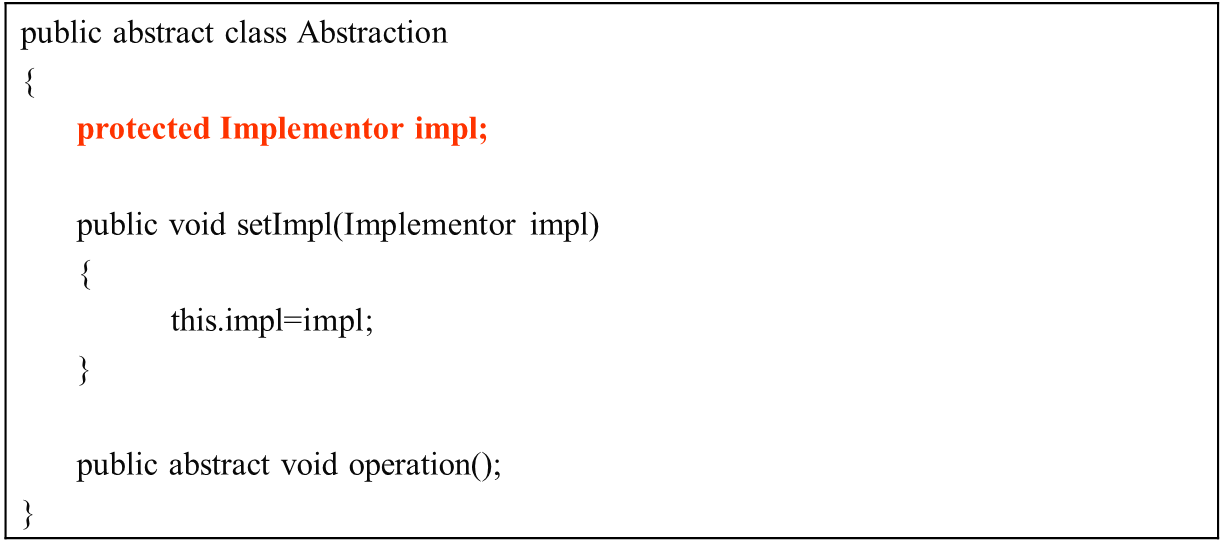 public abstract class Abstraction
{
protected Implementor impl;
public void setImpl(Implementor impl)
{
this.impl=impl;
}
public abstract void operation();
}